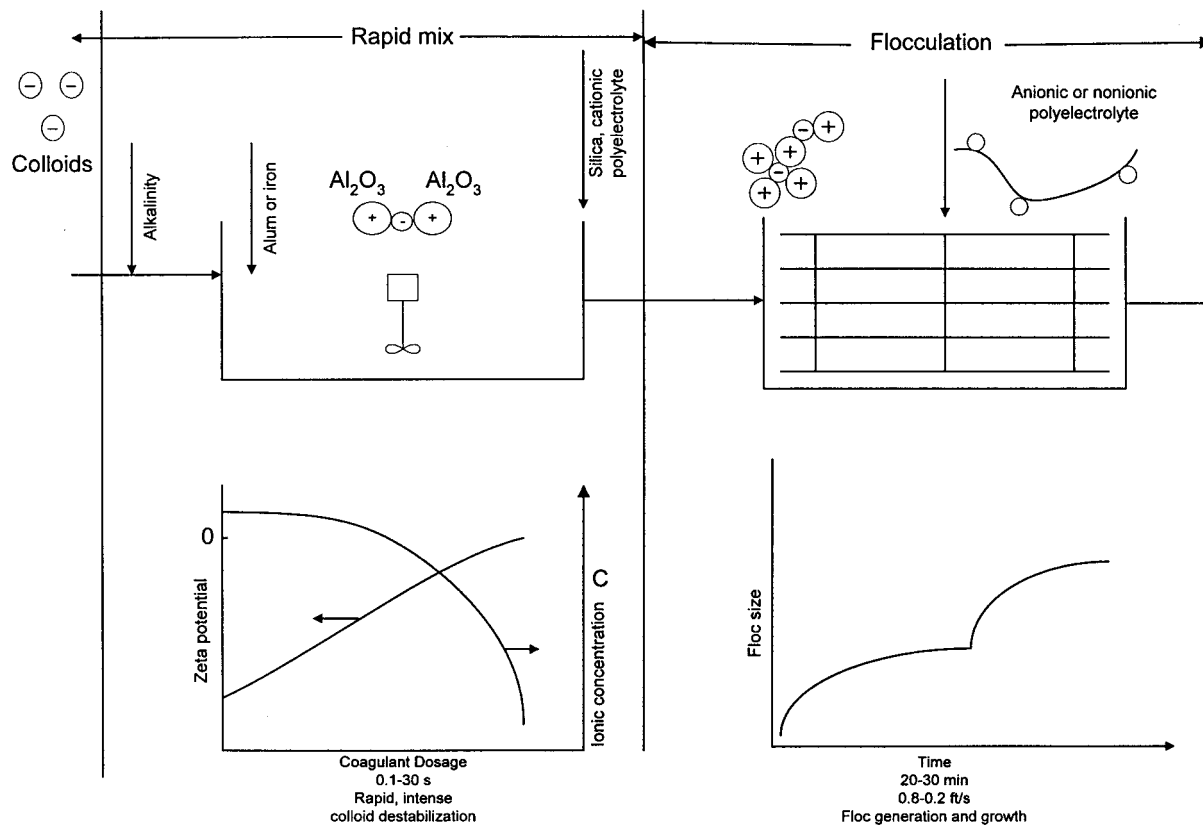 Rapid mix
Flocculation
Colloids
Alkalinity
Alum or iron
Al₂O₃ Al₂O₃
Silica, cationic
polyelectrolyte
Anionic or nonionic
polyelectrolyte
− − −
+ − +
+ + − + − + +
0
Zeta potential
C
Ionic concentration
Coagulant Dosage
0.1-30 s
Rapid, intense
colloid destabilization
Floc size
Time
20-30 min
0.8-0.2 ft/s
Floc generation and growth